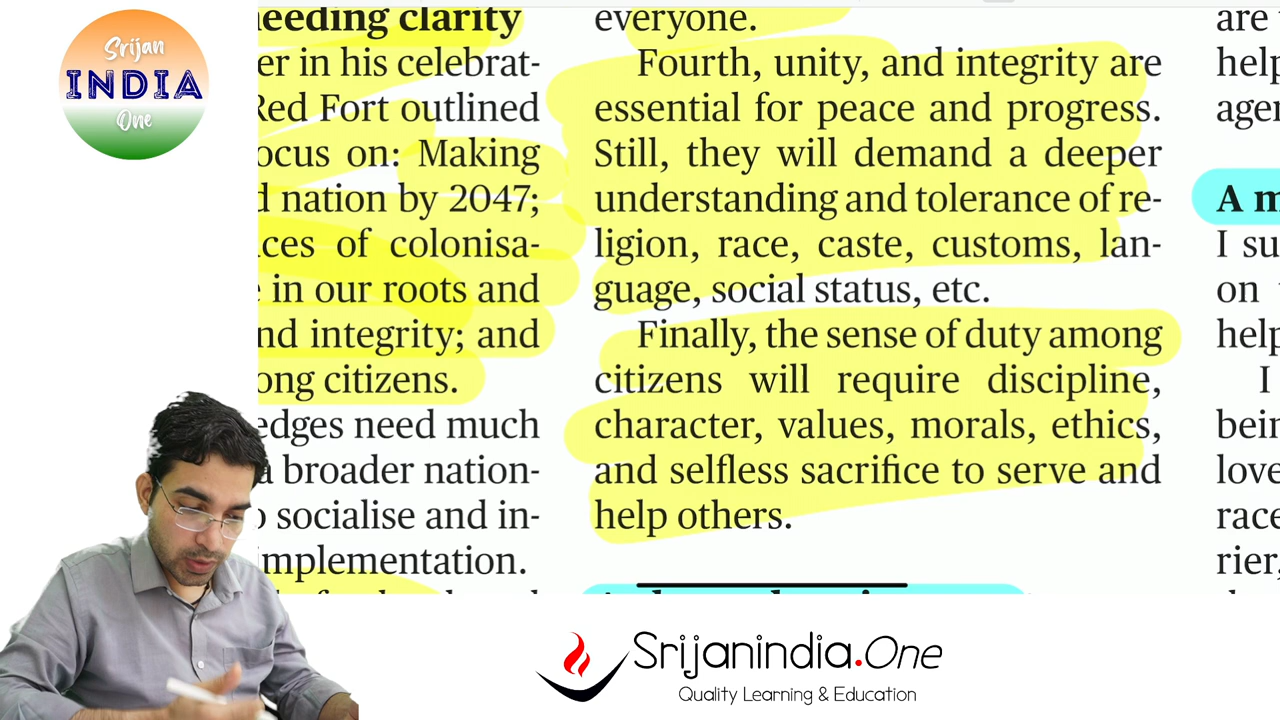 Srijan
INDIA
One
needing clarity
er in his celebrat-
Red Fort outlined
ocus on: Making
d nation by 2047;
ces of colonisa-
e in our roots and
nd integrity; and
ong citizens.
edges need much
a broader nation-
o socialise and in-
implementation.
everyone.
Fourth, unity, and integrity are
essential for peace and progress.
Still, they will demand a deeper
understanding and tolerance of re-
ligion, race, caste, customs, lan-
guage, social status, etc.
Finally, the sense of duty among
citizens will require discipline,
character, values, morals, ethics,
and selfless sacrifice to serve and
help others.
are
help
agen
A m
I su
on
help
I
bein
love
race
rier,
Srijanindia.One
Quality Learning & Education